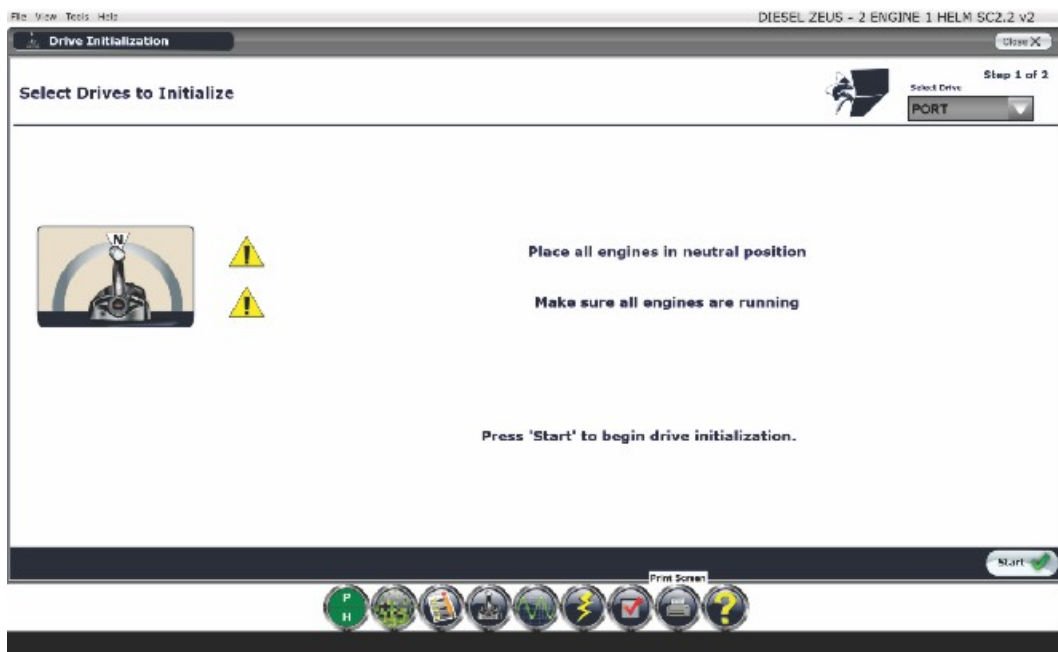 File View Tools Help
DIESEL ZEUS - 2 ENGINE 1 HELM SC2.2 v2
Drive Initialization
Close X
Select Drives to Initialize
Step 1 of 2
Select Drive
PORT
N
Place all engines in neutral position
Make sure all engines are running
Press 'Start' to begin drive initialization.
Start
Print Screen
P
H
?